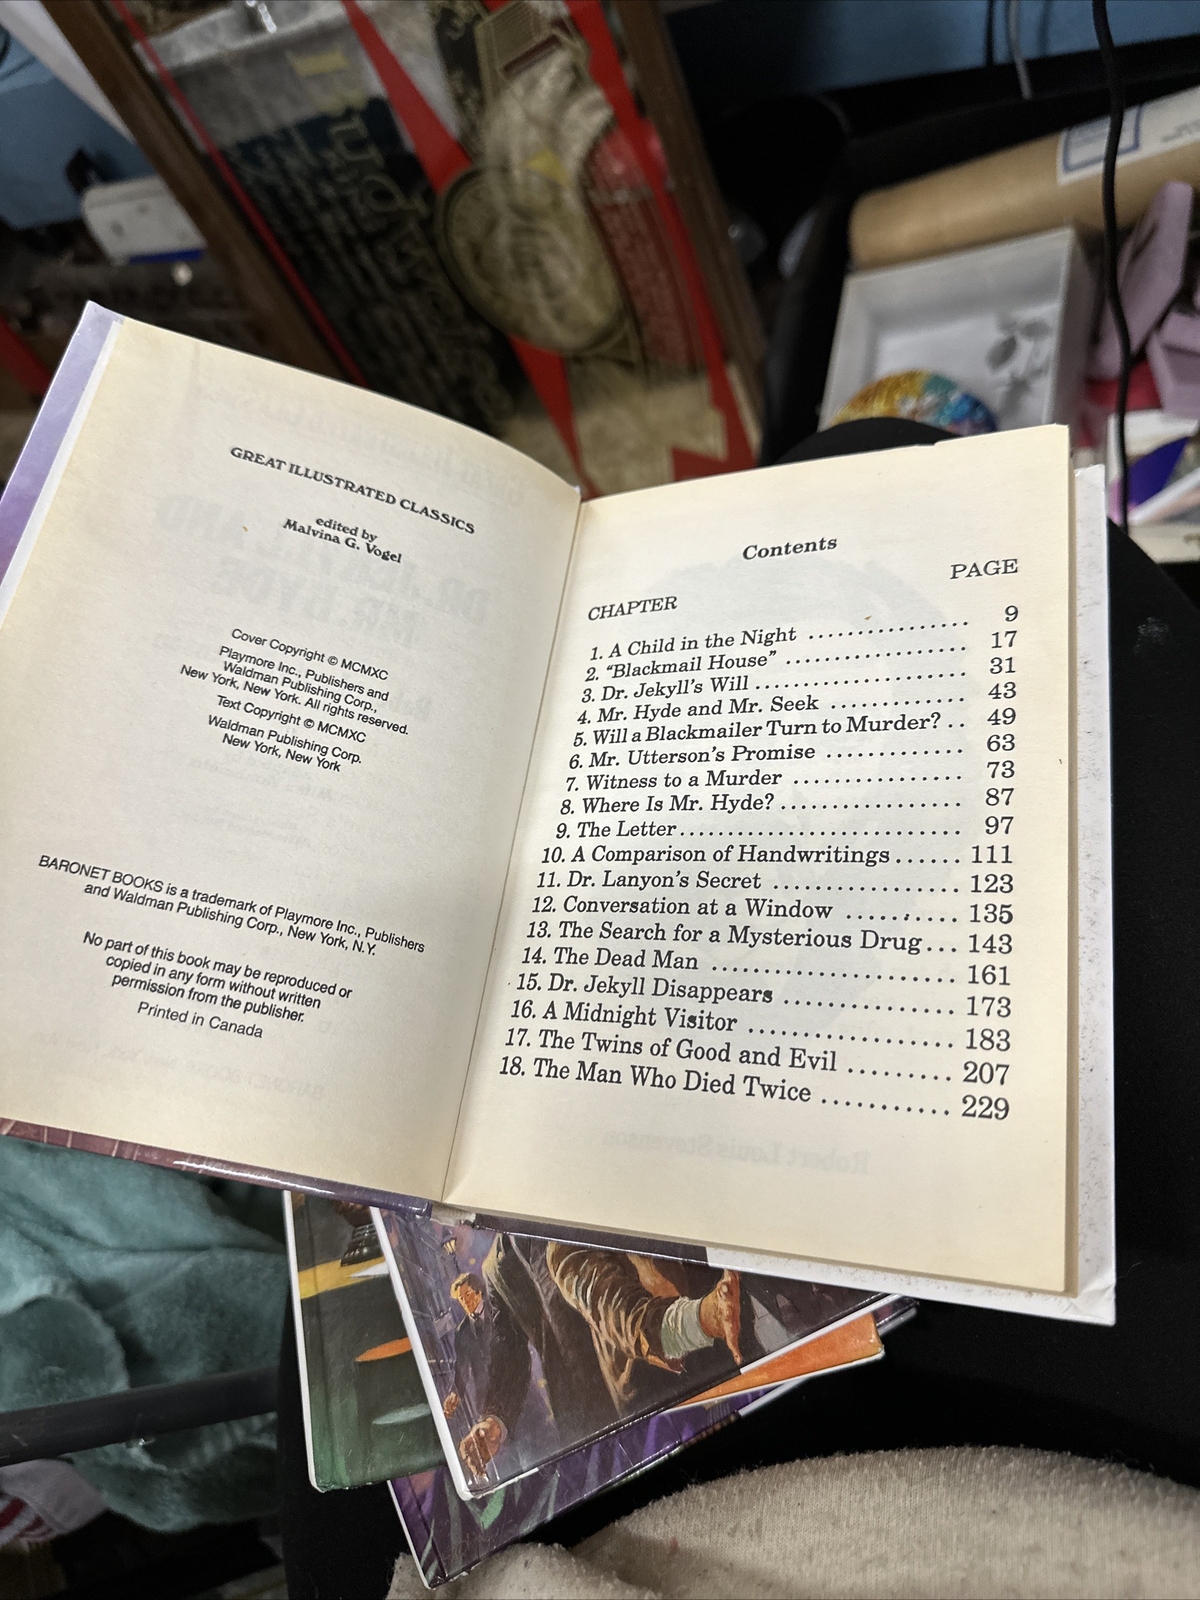 GREAT ILLUSTRATED CLASSICS
edited by
Malvina G. Vogel
Cover Copyright © MCMXC
Playmore Inc., Publishers and
Waldman Publishing Corp.,
New York, New York. All rights reserved.
Text Copyright © MCMXC
Waldman Publishing Corp.
New York, New York
BARONET BOOKS is a trademark of Playmore Inc., Publishers
and Waldman Publishing Corp., New York, N.Y.
No part of this book may be reproduced or
copied in any form without written
permission from the publisher.
Printed in Canada
Contents
CHAPTER PAGE
1. A Child in the Night .................. 9
2. "Blackmail House" .................. 17
3. Dr. Jekyll's Will ..................... 31
4. Mr. Hyde and Mr. Seek ............. 43
5. Will a Blackmailer Turn to Murder? .. 49
6. Mr. Utterson's Promise ............. 63
7. Witness to a Murder ................ 73
8. Where Is Mr. Hyde? ................. 87
9. The Letter ........................... 97
10. A Comparison of Handwritings ...... 111
11. Dr. Lanyon's Secret ................ 123
12. Conversation at a Window .......... 135
13. The Search for a Mysterious Drug ... 143
14. The Dead Man ..................... 161
15. Dr. Jekyll Disappears .............. 173
16. A Midnight Visitor ................. 183
17. The Twins of Good and Evil ......... 207
18. The Man Who Died Twice ........... 229